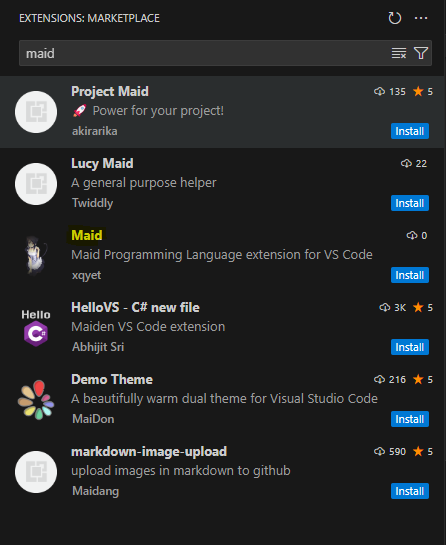 EXTENSIONS: MARKETPLACE
maid
Project Maid 135 5
🚀 Power for your project!
akirarika Install
Lucy Maid 22
A general purpose helper
Twiddly Install
Maid 0
Maid Programming Language extension for VS Code
xqyet Install
Hello C#
HelloVS - C# new file 3K 5
Maiden VS Code extension
Abhijit Sri Install
Demo Theme 216 5
A beautifully warm dual theme for Visual Studio Code
MaiDon Install
markdown-image-upload 590 5
upload images in markdown to github
Maidang Install